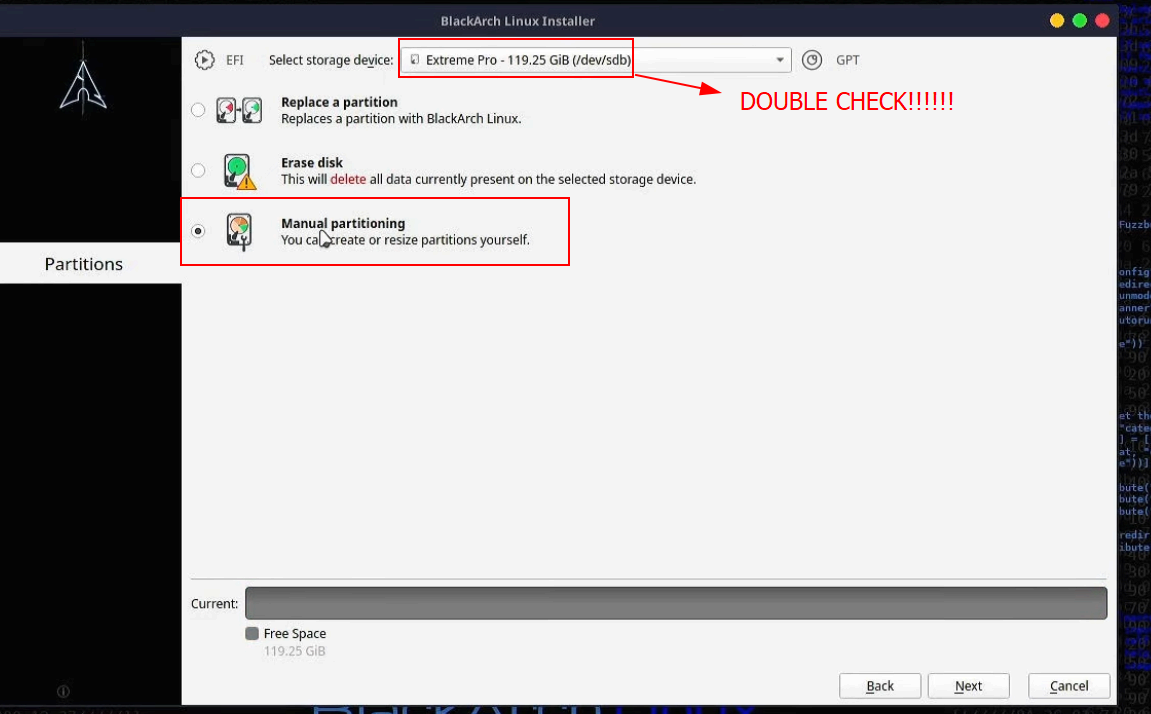 BlackArch Linux Installer
EFI
Select storage device:
Extreme Pro - 119.25 GiB (/dev/sdb)
GPT
DOUBLE CHECK!!!!!!
Replace a partition
Replaces a partition with BlackArch Linux.
Erase disk
This will delete all data currently present on the selected storage device.
Manual partitioning
You can create or resize partitions yourself.
Partitions
Current:
Free Space
119.25 GiB
Back
Next
Cancel